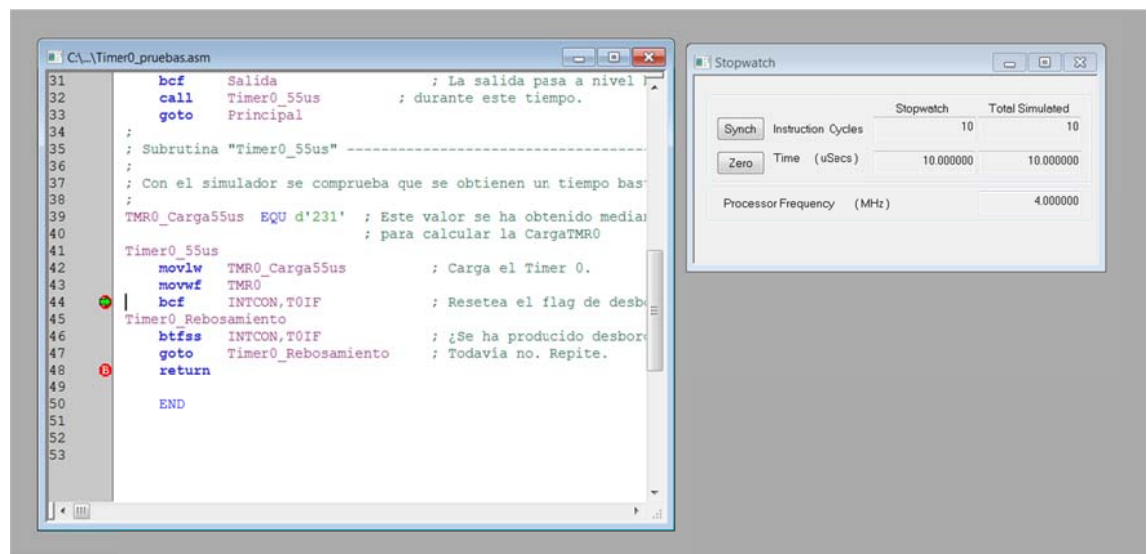 C:\...\Timer0_pruebas.asm
31 bcf Salida ; La salida pasa a nivel
32 call Timer0_55us ; durante este tiempo.
33 goto Principal
34 ;
35 ; Subrutina "Timer0_55us" -------------------------------------
36 ;
37 ; Con el simulador se comprueba que se obtienen un tiempo bas
38 ;
39 TMR0_Carga55us EQU d'231' ; Este valor se ha obtenido median
40 ; para calcular la CargaTMR0
41 Timer0_55us
42 movlw TMR0_Carga55us ; Carga el Timer 0.
43 movwf TMR0
44 bcf INTCON,T0IF ; Resetea el flag de desbo
45 Timer0_Rebosamiento
46 btfss INTCON,T0IF ; ¿Se ha producido desbor
47 goto Timer0_Rebosamiento ; Todavía no. Repite.
48 B return
49
50 END
51
52
53
Stopwatch
Stopwatch Total Simulated
Synch Instruction Cycles 10 10
Zero Time (uSecs) 10.000000 10.000000
Processor Frequency (MHz) 4.000000